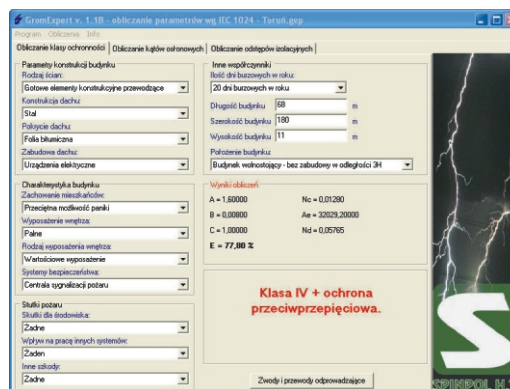 GromExpert v. 1.1B - obliczanie parametrów wg IEC 1024 - Toruń.gvp
Program Obliczenia Info
Obliczanie klasy ochronności
Obliczanie kątów osłonowych
Obliczanie odstępów izolacyjnych
Parametry konstrukcji budynku
Rodzaj ścian:
Gotowe elementy konstrukcyjne przewodzące
Konstrukcja dachu:
Stal
Pokrycie dachu:
Folia bitumiczna
Zabudowa dachu:
Urządzenia elektryczne
Charakterystyka budynku
Zachowanie mieszkańców:
Przeciętna możliwość paniki
Wyposażenie wnętrza:
Palne
Rodzaj wyposażenia wnętrza:
Wartościowe wyposażenie
Systemy bezpieczeństwa:
Centrala sygnalizacji pożaru
Skutki pożaru
Skutki dla środowiska:
Żadne
Wpływ na pracę innych systemów:
Żaden
Inne szkody:
Żadne
Inne współczynniki
Ilość dni burzowych w roku:
20 dni burzowych w roku
Długość budynku 68 m
Szerokość budynku 180 m
Wysokość budynku 11 m
Położenie budynku:
Budynek wolnostojący - bez zabudowy w odległości 3H
Wyniki obliczeń
A = 1,60000 Nc = 0,01280
B = 0,00800 Ae = 32029,20000
C = 1,00000 Nd = 0,05765
E = 77,80 %
Klasa IV + ochrona
przeciwprzepięciowa.
Zwody i przewody odprowadzające
S